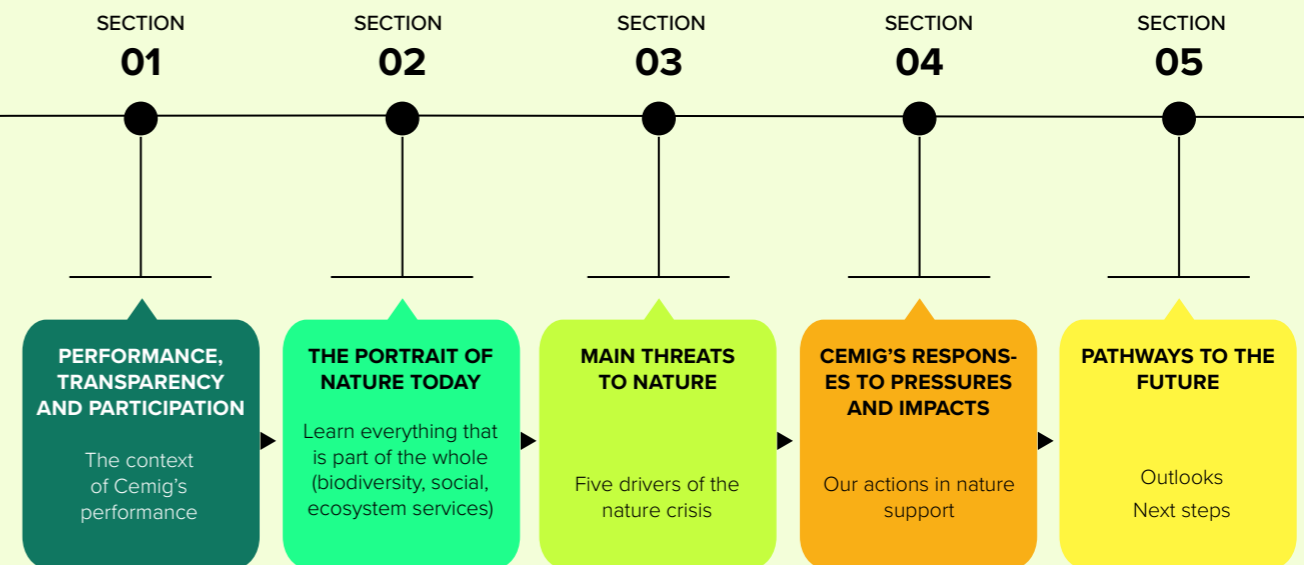 SECTION
01
SECTION
02
SECTION
03
SECTION
04
SECTION
05
PERFORMANCE,
TRANSPARENCY
AND PARTICIPATION
The context
of Cemig's
performance
THE PORTRAIT OF
NATURE TODAY
Learn everything that
is part of the whole
(biodiversity, social,
ecosystem services)
MAIN THREATS
TO NATURE
Five drivers of the
nature crisis
CEMIG'S RESPONS-
ES TO PRESSURES
AND IMPACTS
Our actions in nature
support
PATHWAYS TO THE
FUTURE
Outlooks
Next steps